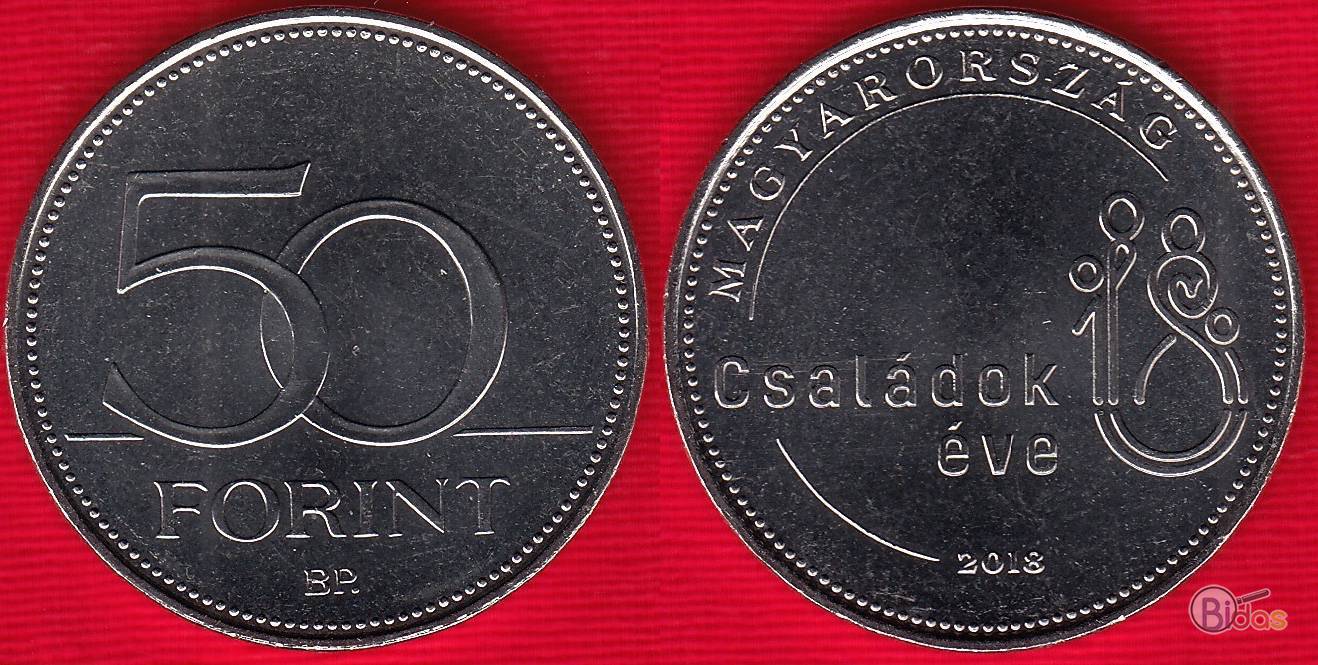 50
FORINT
BP.
MAGYARORSZÁG
18
Családok
éve
2018
Bidas